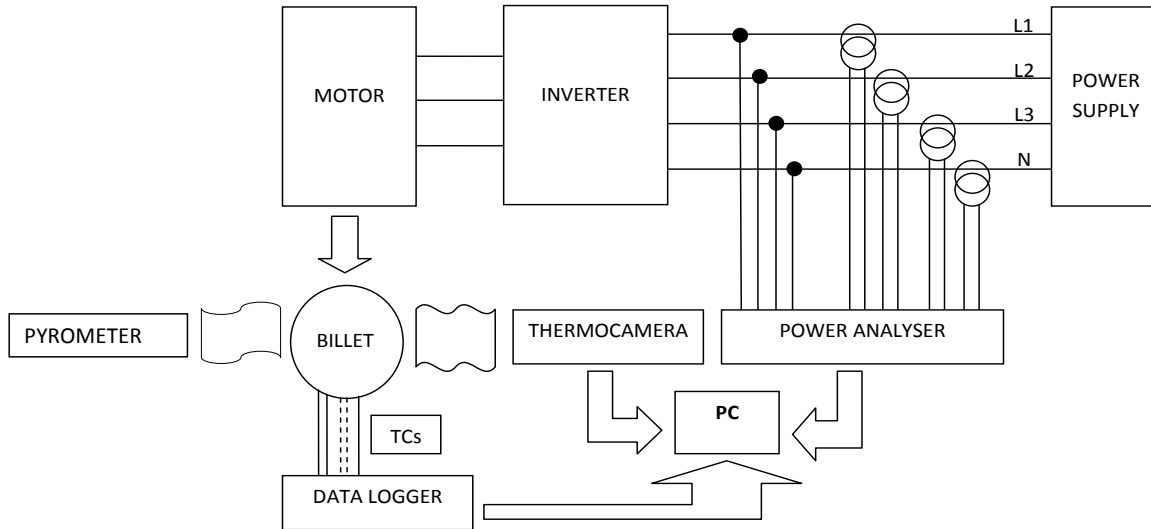 L1
L2
L3
N
MOTOR
INVERTER
POWER
SUPPLY
PYROMETER
BILLET
THERMOCAMERA
POWER ANALYSER
TCs
PC
DATA LOGGER